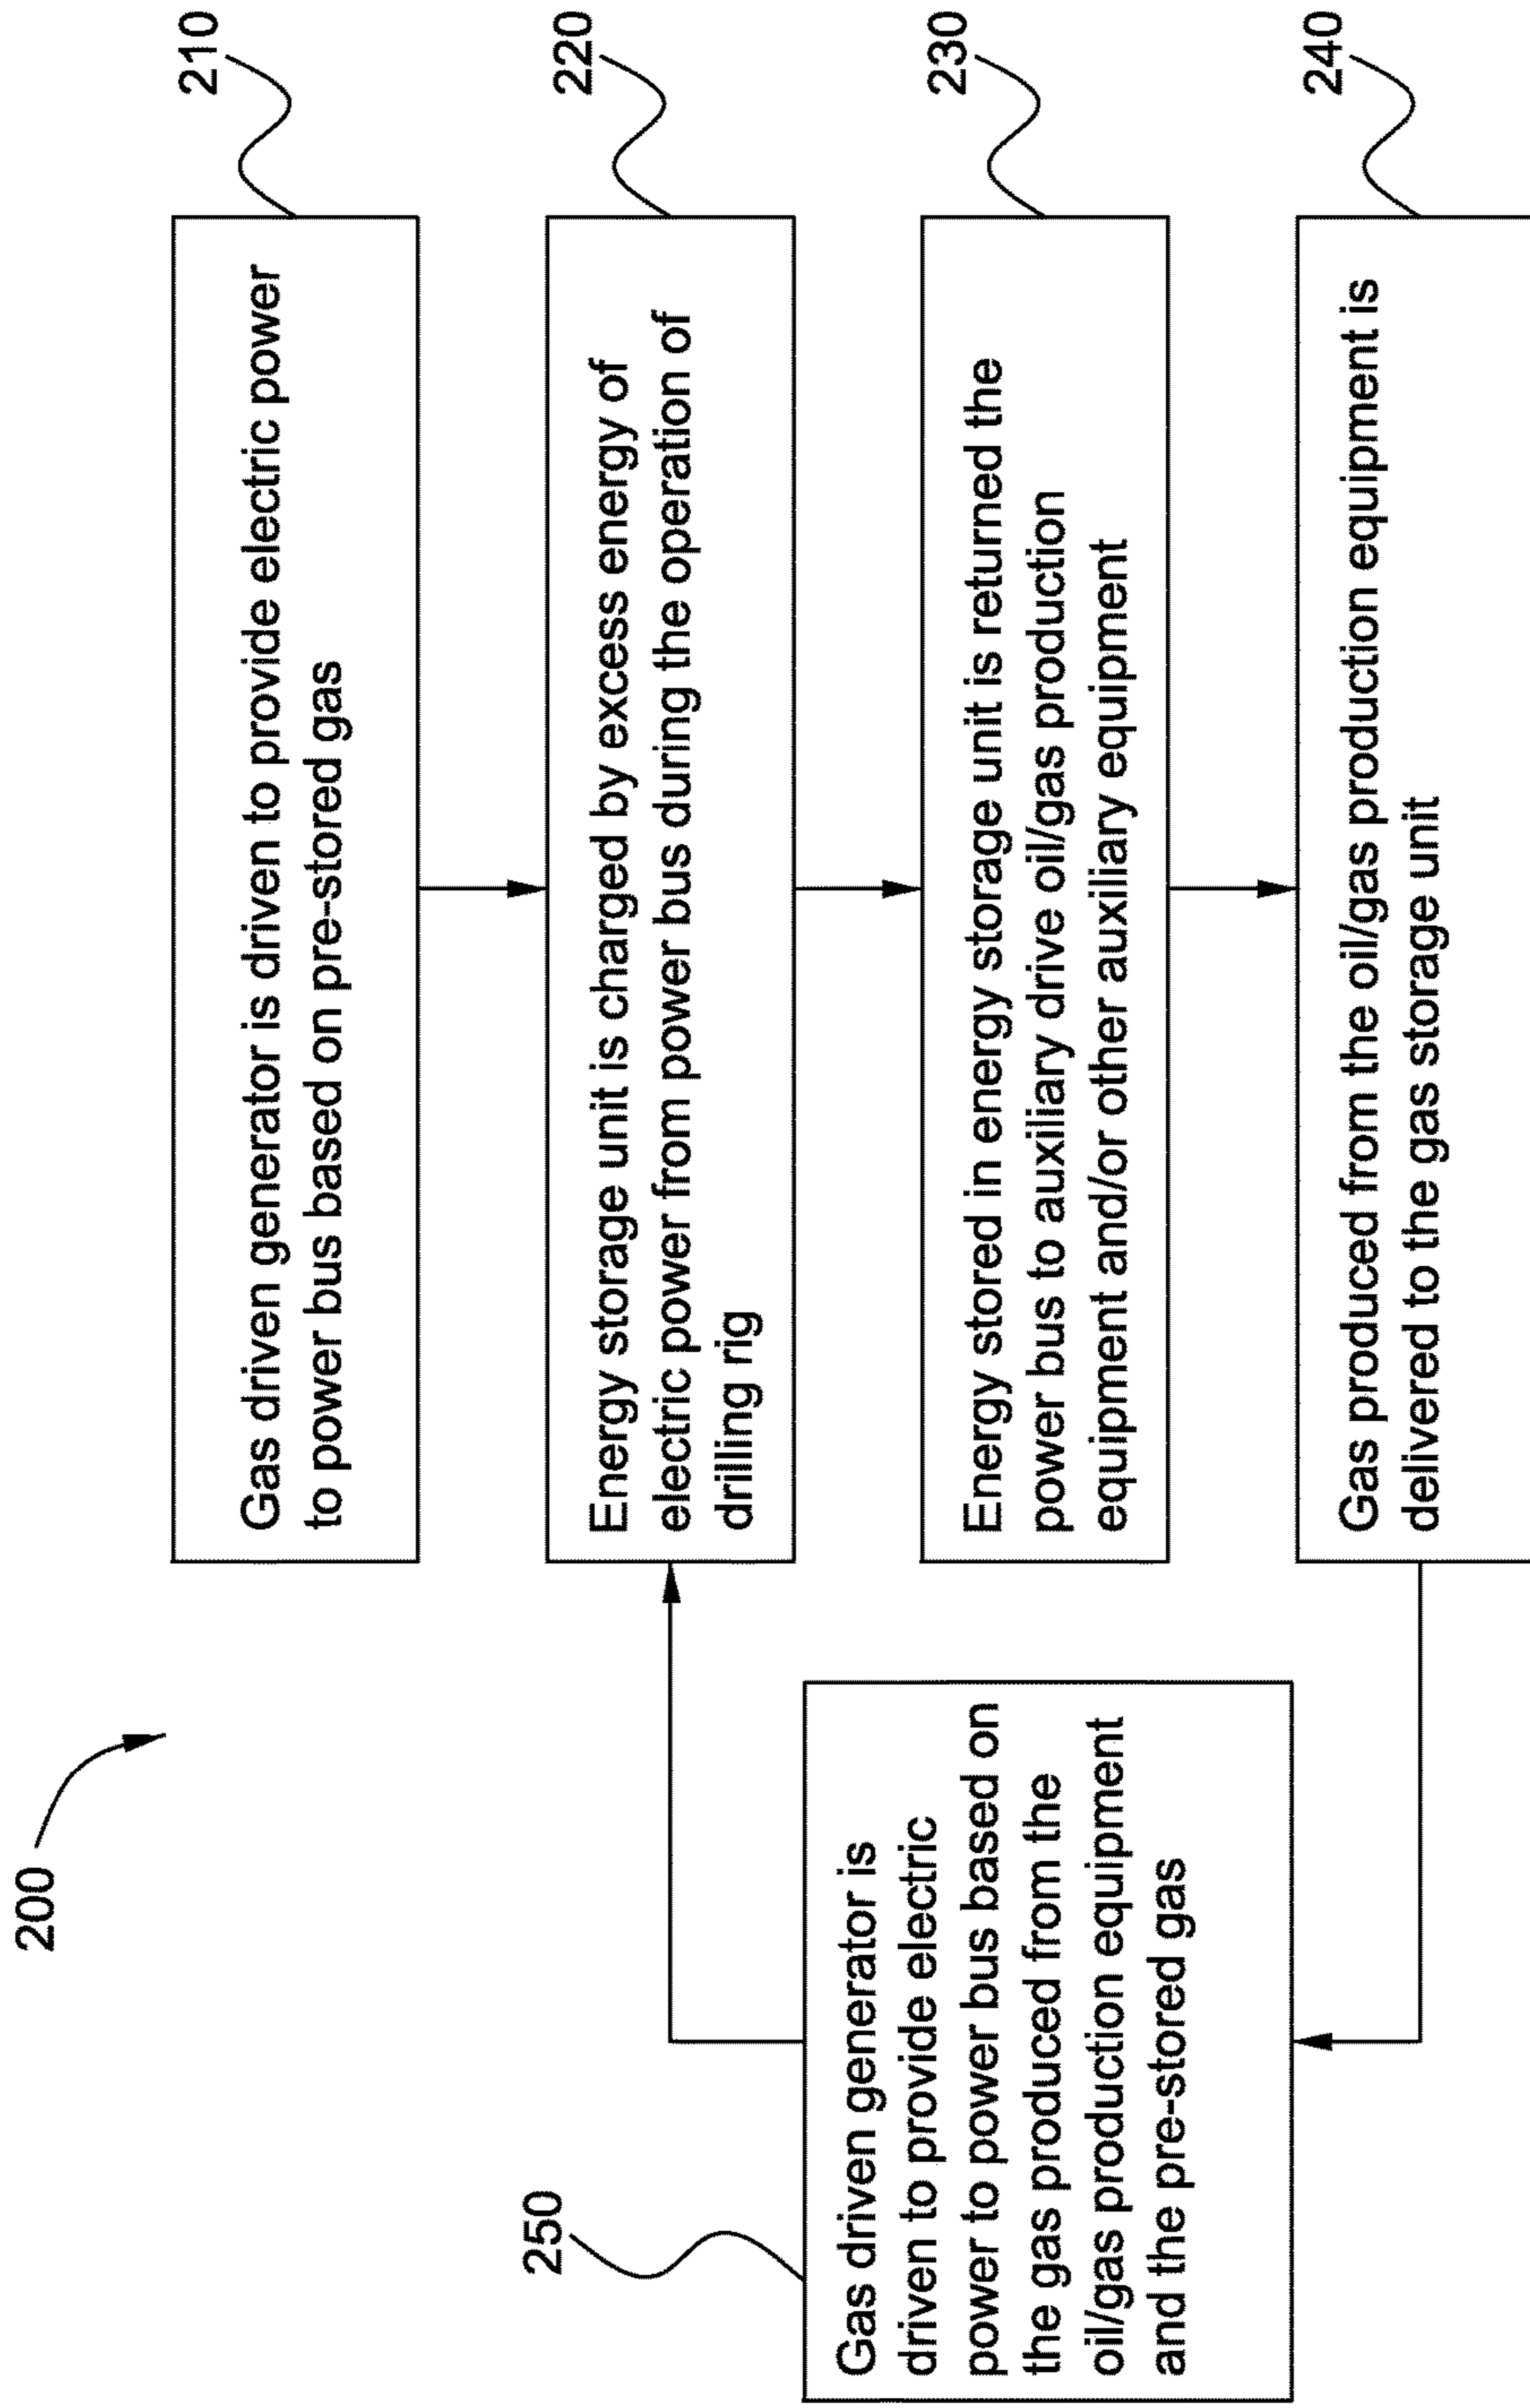 200
210
Gas driven generator is driven to provide electric power
to power bus based on pre-stored gas
220
Energy storage unit is charged by excess energy of
electric power from power bus during the operation of
drilling rig
230
Energy stored in energy storage unit is returned the
power bus to auxiliary drive oil/gas production
equipment and/or other auxiliary equipment
240
Gas produced from the oil/gas production equipment is
delivered to the gas storage unit
250
Gas driven generator is
driven to provide electric
power to power bus based on
the gas produced from the
oil/gas production equipment
and the pre-stored gas